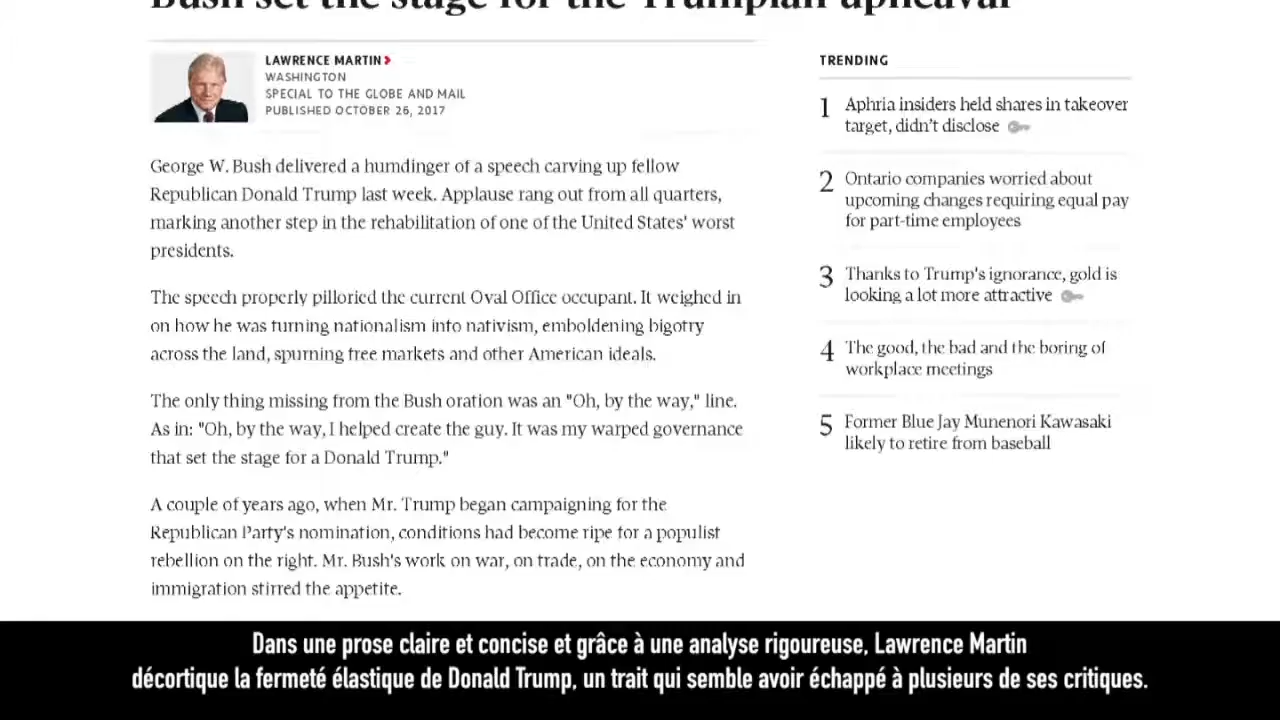 Bush set the stage for the Trumpian upheaval
LAWRENCE MARTIN
WASHINGTON
SPECIAL TO THE GLOBE AND MAIL
PUBLISHED OCTOBER 26, 2017
George W. Bush delivered a humdinger of a speech carving up fellow
Republican Donald Trump last week. Applause rang out from all quarters,
marking another step in the rehabilitation of one of the United States' worst
presidents.
The speech properly pilloried the current Oval Office occupant. It weighed in
on how he was turning nationalism into nativism, emboldening bigotry
across the land, spurning free markets and other American ideals.
The only thing missing from the Bush oration was an "Oh, by the way," line.
As in: "Oh, by the way, I helped create the guy. It was my warped governance
that set the stage for a Donald Trump."
A couple of years ago, when Mr. Trump began campaigning for the
Republican Party's nomination, conditions had become ripe for a populist
rebellion on the right. Mr. Bush's work on war, on trade, on the economy and
immigration stirred the appetite.
TRENDING
1 Aphria insiders held shares in takeover
target, didn't disclose
2 Ontario companies worried about
upcoming changes requiring equal pay
for part-time employees
3 Thanks to Trump's ignorance, gold is
looking a lot more attractive
4 The good, the bad and the boring of
workplace meetings
5 Former Blue Jay Munenori Kawasaki
likely to retire from baseball
Dans une prose claire et concise et grâce à une analyse rigoureuse, Lawrence Martin
décortique la fermeté élastique de Donald Trump, un trait qui semble avoir échappé à plusieurs de ses critiques.